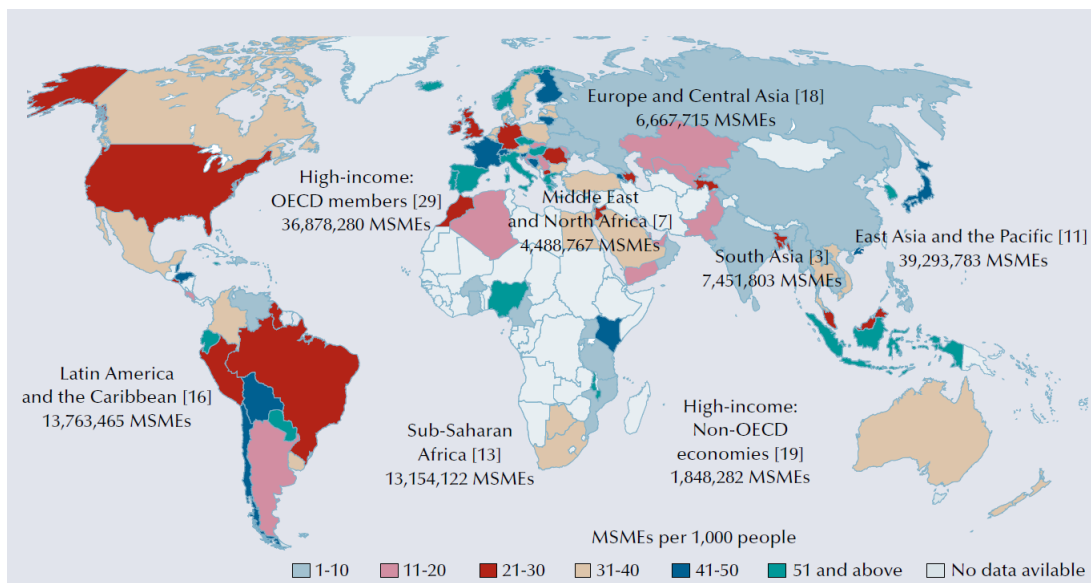 Europe and Central Asia [18]
6,667,715 MSMEs
High-income:
OECD members [29]
36,878,280 MSMEs
Middle East
and North Africa [7]
4,488,767 MSMEs
South Asia [3]
7,451,803 MSMEs
East Asia and the Pacific [11]
39,293,783 MSMEs
Latin America
and the Caribbean [16]
13,763,465 MSMEs
Sub-Saharan
Africa [13]
13,154,122 MSMEs
High-income:
Non-OECD
economies [19]
1,848,282 MSMEs
MSMEs per 1,000 people
1-10 11-20 21-30 31-40 41-50 51 and above No data available